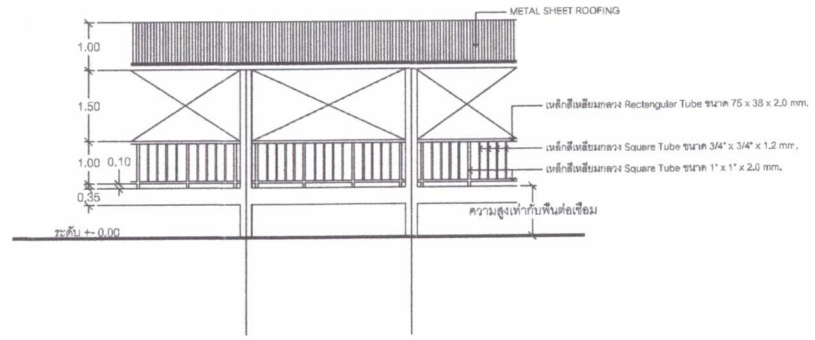 METAL SHEET ROOFING
1.00
1.50
เหล็กสี่เหลี่ยมกลวง Rectangular Tube ขนาด 75 x 38 x 2.0 mm.
เหล็กสี่เหลี่ยมกลวง Square Tube ขนาด 3/4" x 3/4" x 1.2 mm.
1.00 0.10
เหล็กสี่เหลี่ยมกลวง Square Tube ขนาด 1" x 1" x 2.0 mm.
0.35
ความสูงเท่ากับพื้นต่อเชื่อม
ระดับ +- 0.00